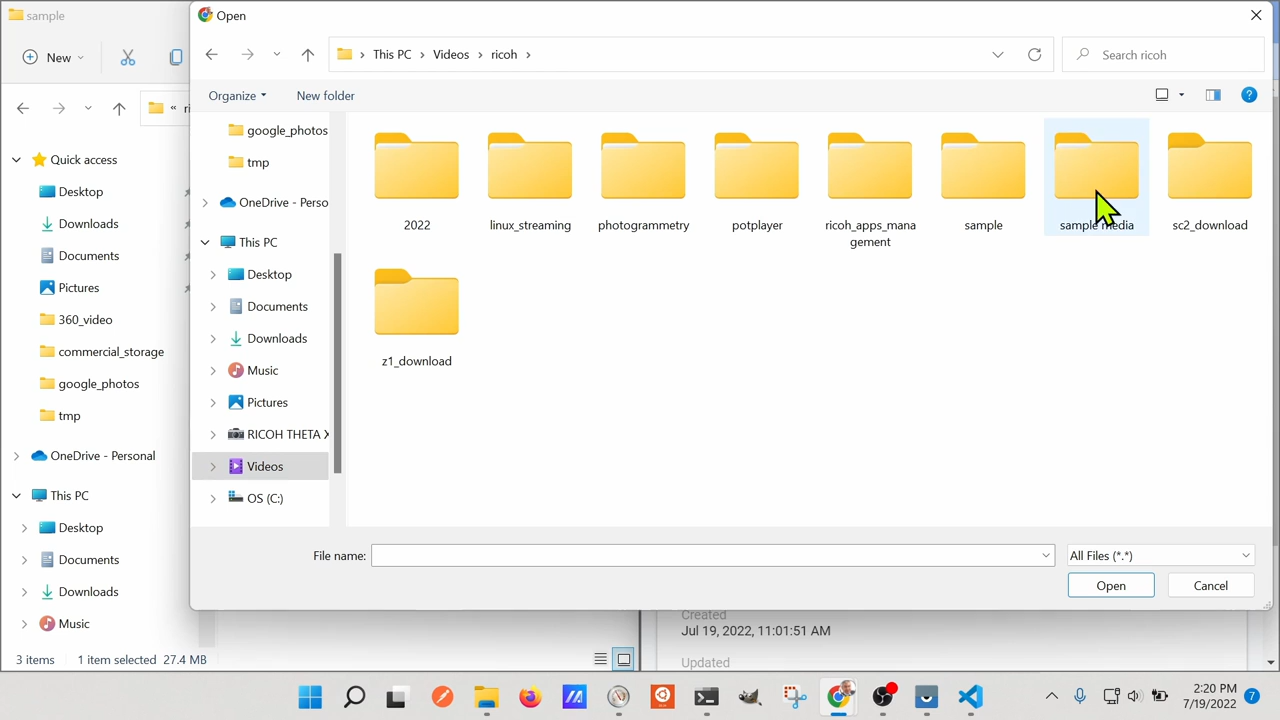 sample
Open
New
This PC
Videos
ricoh
Search ricoh
Organize
New folder
« ri
Quick access
Desktop
Downloads
Documents
Pictures
360_video
commercial_storage
google_photos
tmp
OneDrive - Personal
This PC
Desktop
Documents
Downloads
Music
google_photos
tmp
OneDrive - Perso
This PC
Desktop
Documents
Downloads
Music
Pictures
RICOH THETA X
Videos
OS (C:)
2022
linux_streaming
photogrammetry
potplayer
ricoh_apps_mana
gement
sample
sample media
sc2_download
z1_download
File name:
All Files (*.*)
Open
Cancel
Created
Jul 19, 2022, 11:01:51 AM
Updated
3 items
1 item selected 27.4 MB
2:20 PM
7/19/2022
7